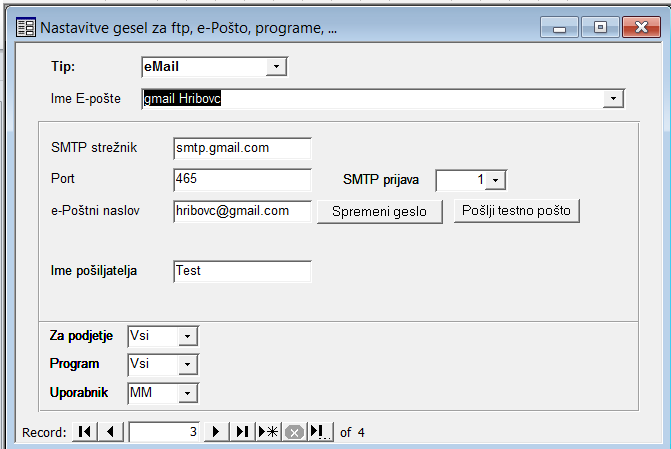 Nastavitve gesel za ftp, e-Pošto, programe, ...
Tip: eMail
Ime E-pošte gmail Hribovc
SMTP strežnik smtp.gmail.com
Port 465 SMTP prijava 1
e-Poštni naslov hribovc@gmail.com Spremeni geslo Pošlji testno pošto
Ime pošiljatelja Test
Za podjetje Vsi
Program Vsi
Uporabnik MM
Record: 3 of 4